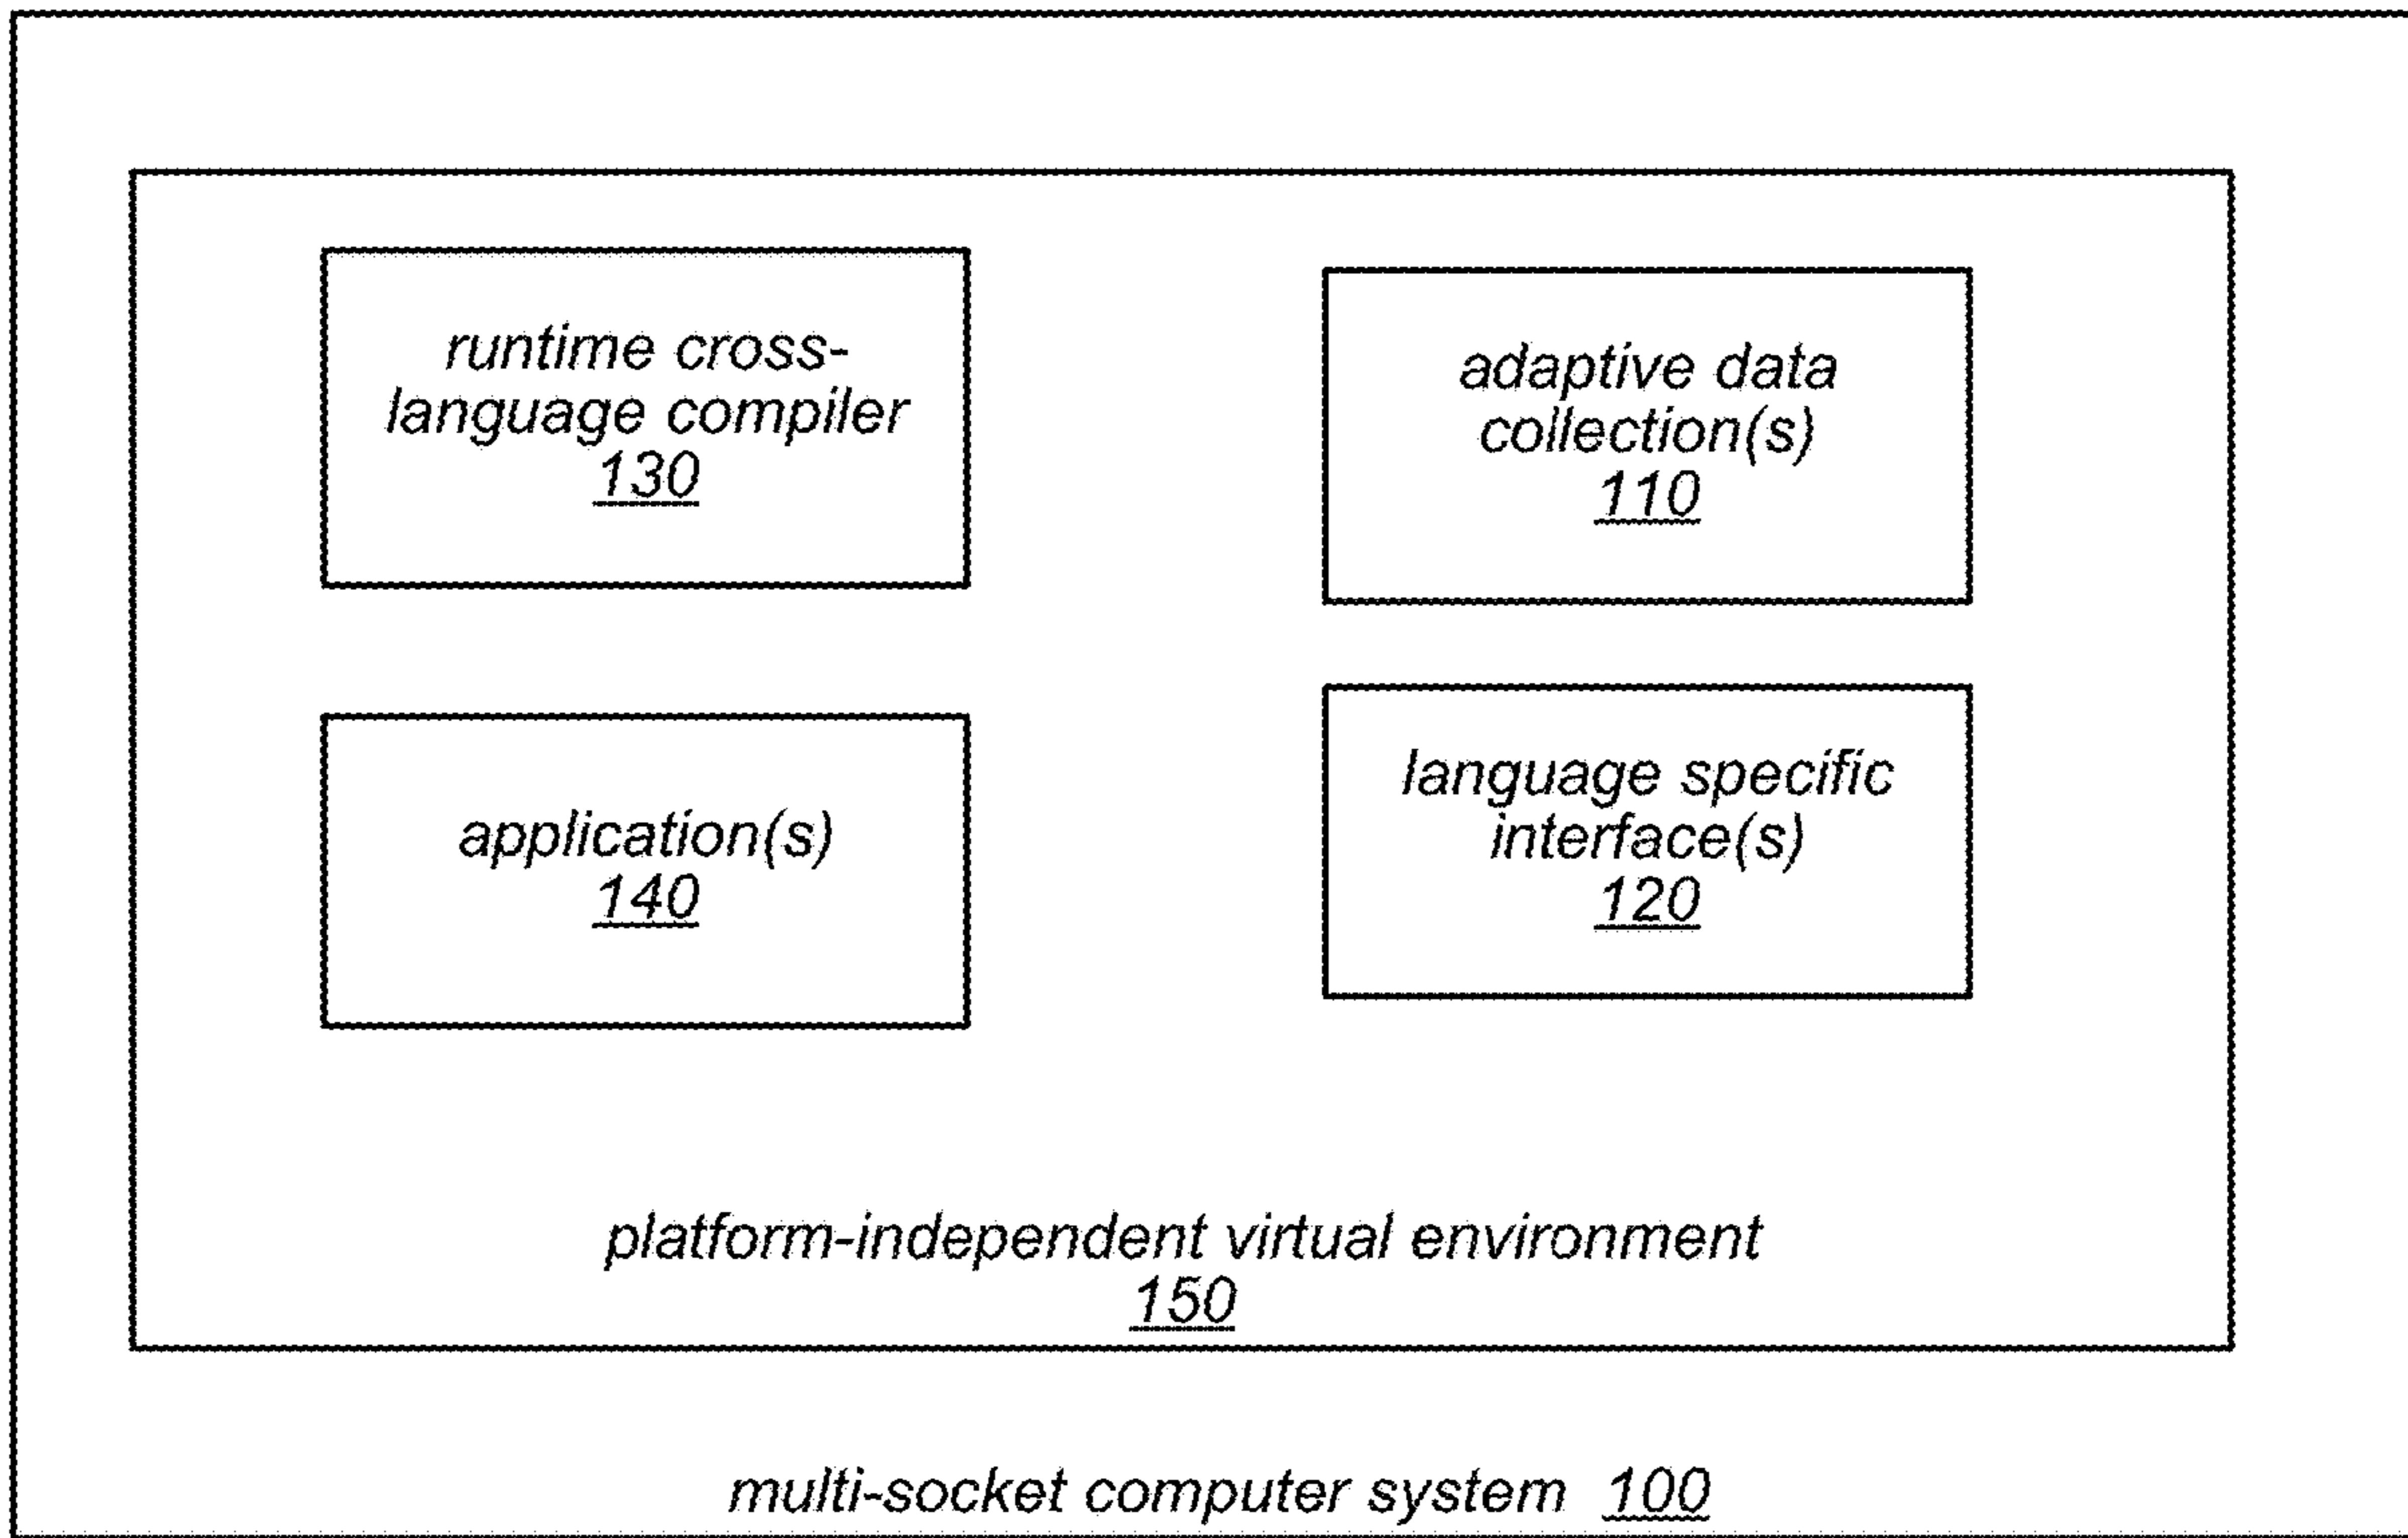 runtime cross-
language compiler
130
adaptive data
collection(s)
110
application(s)
140
language specific
interface(s)
120
platform-independent virtual environment
150
multi-socket computer system 100